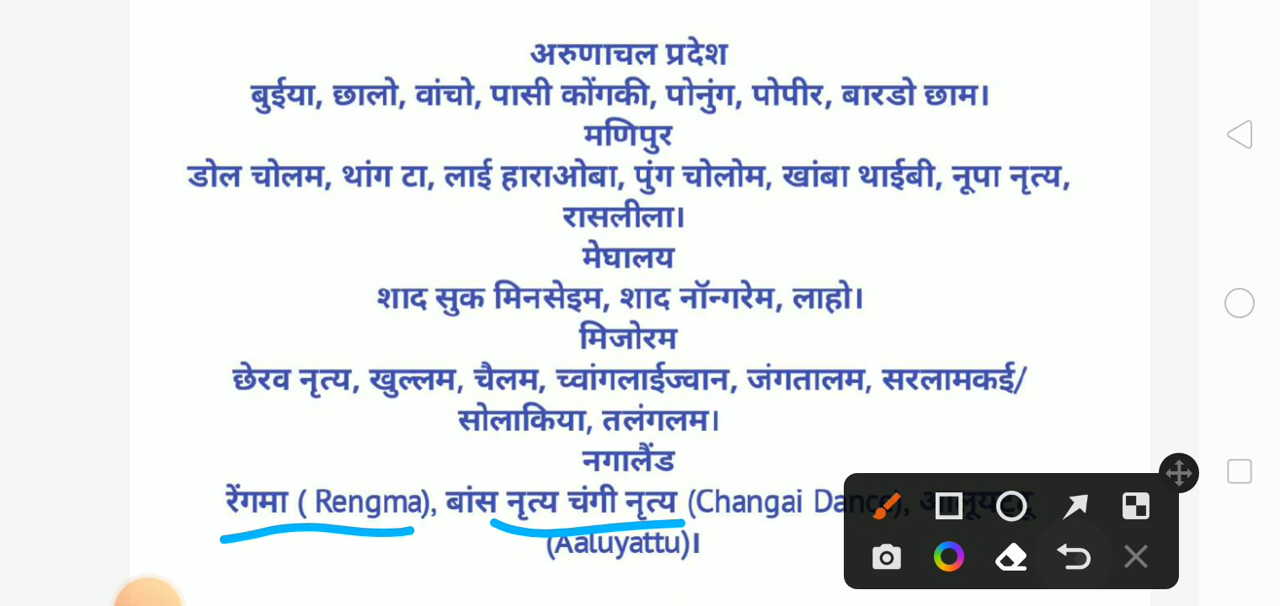 अरुणाचल प्रदेश
बुईया, छालो, वांचो, पासी कोंगकी, पोनुंग, पोपीर, बारडो छाम।
मणिपुर
डोल चोलम, थांग टा, लाई हाराओबा, पुंग चोलोम, खांबा थाईबी, नूपा नृत्य,
रासलीला।
मेघालय
शाद सुक मिनसेइम, शाद नॉन्गरेम, लाहो।
मिजोरम
छेरव नृत्य, खुल्लम, चैलम, च्वांगलाईज्वान, जंगतालम, सरलामकई/
सोलाकिया, तलंगलम।
नगालैंड
रेंगमा ( Rengma), बांस नृत्य चंगी नृत्य (Changai Dance),
(Aaluyattu)।